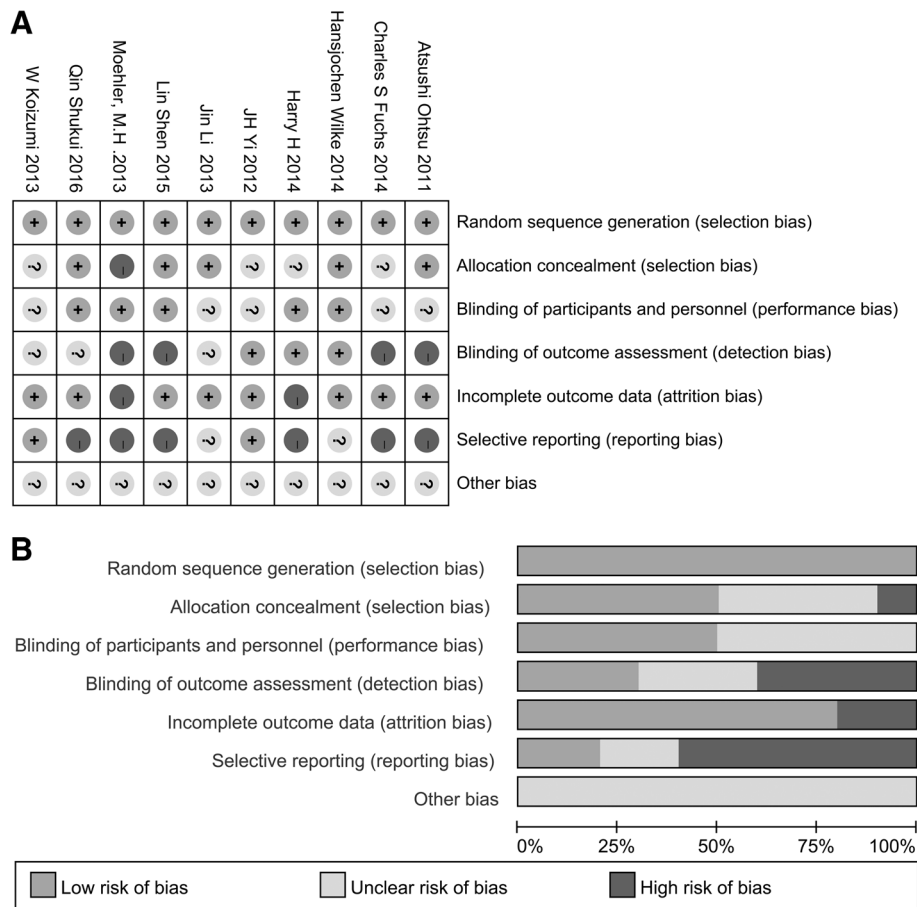 A
W Koizumi 2013
Qin Shukui 2016
Moehler, M.H .2013
Lin Shen 2015
Jin Li 2013
JH Yi 2012
Harry H 2014
Hansjochen Wilke 2014
Charles S Fuchs 2014
Atsushi Ohtsu 2011
+ + + + + + + + + + Random sequence generation (selection bias)
? + – + + ? ? + ? + Allocation concealment (selection bias)
? + + + ? ? + + ? ? Blinding of participants and personnel (performance bias)
? ? – – ? + + + – – Blinding of outcome assessment (detection bias)
+ + – + + + – + + + Incomplete outcome data (attrition bias)
+ – – – ? + – ? – – Selective reporting (reporting bias)
? ? ? ? ? ? ? ? ? ? Other bias
B
Random sequence generation (selection bias)
Allocation concealment (selection bias)
Blinding of participants and personnel (performance bias)
Blinding of outcome assessment (detection bias)
Incomplete outcome data (attrition bias)
Selective reporting (reporting bias)
Other bias
0% 25% 50% 75% 100%
Low risk of bias Unclear risk of bias High risk of bias